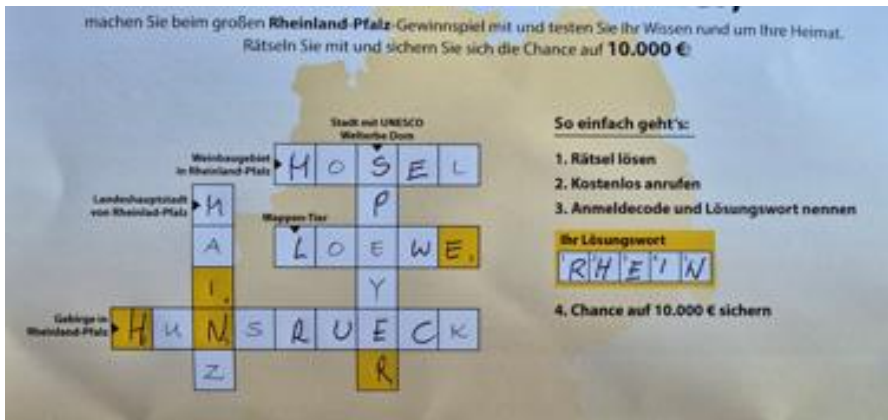 machen Sie beim großen Rheinland-Pfalz-Gewinnspiel mit und testen Sie Ihr Wissen rund um Ihre Heimat.
Rätseln Sie mit und sichern Sie sich die Chance auf 10.000 €
Stadt mit UNESCO
Welterbe Dom
Weinbaugebiet
in Rheinland-Pfalz
MOSEL
Landeshauptstadt
von Rheinlad-Pfalz
MAINZ
SPEYER
Wappen-Tier
LOEWE
Gebirge in
Rheinland-Pfalz
HUNSRUECK
So einfach geht's:
1. Rätsel lösen
2. Kostenlos anrufen
3. Anmeldecode und Lösungswort nennen
Ihr Lösungswort
RHEIN
4. Chance auf 10.000 € sichern